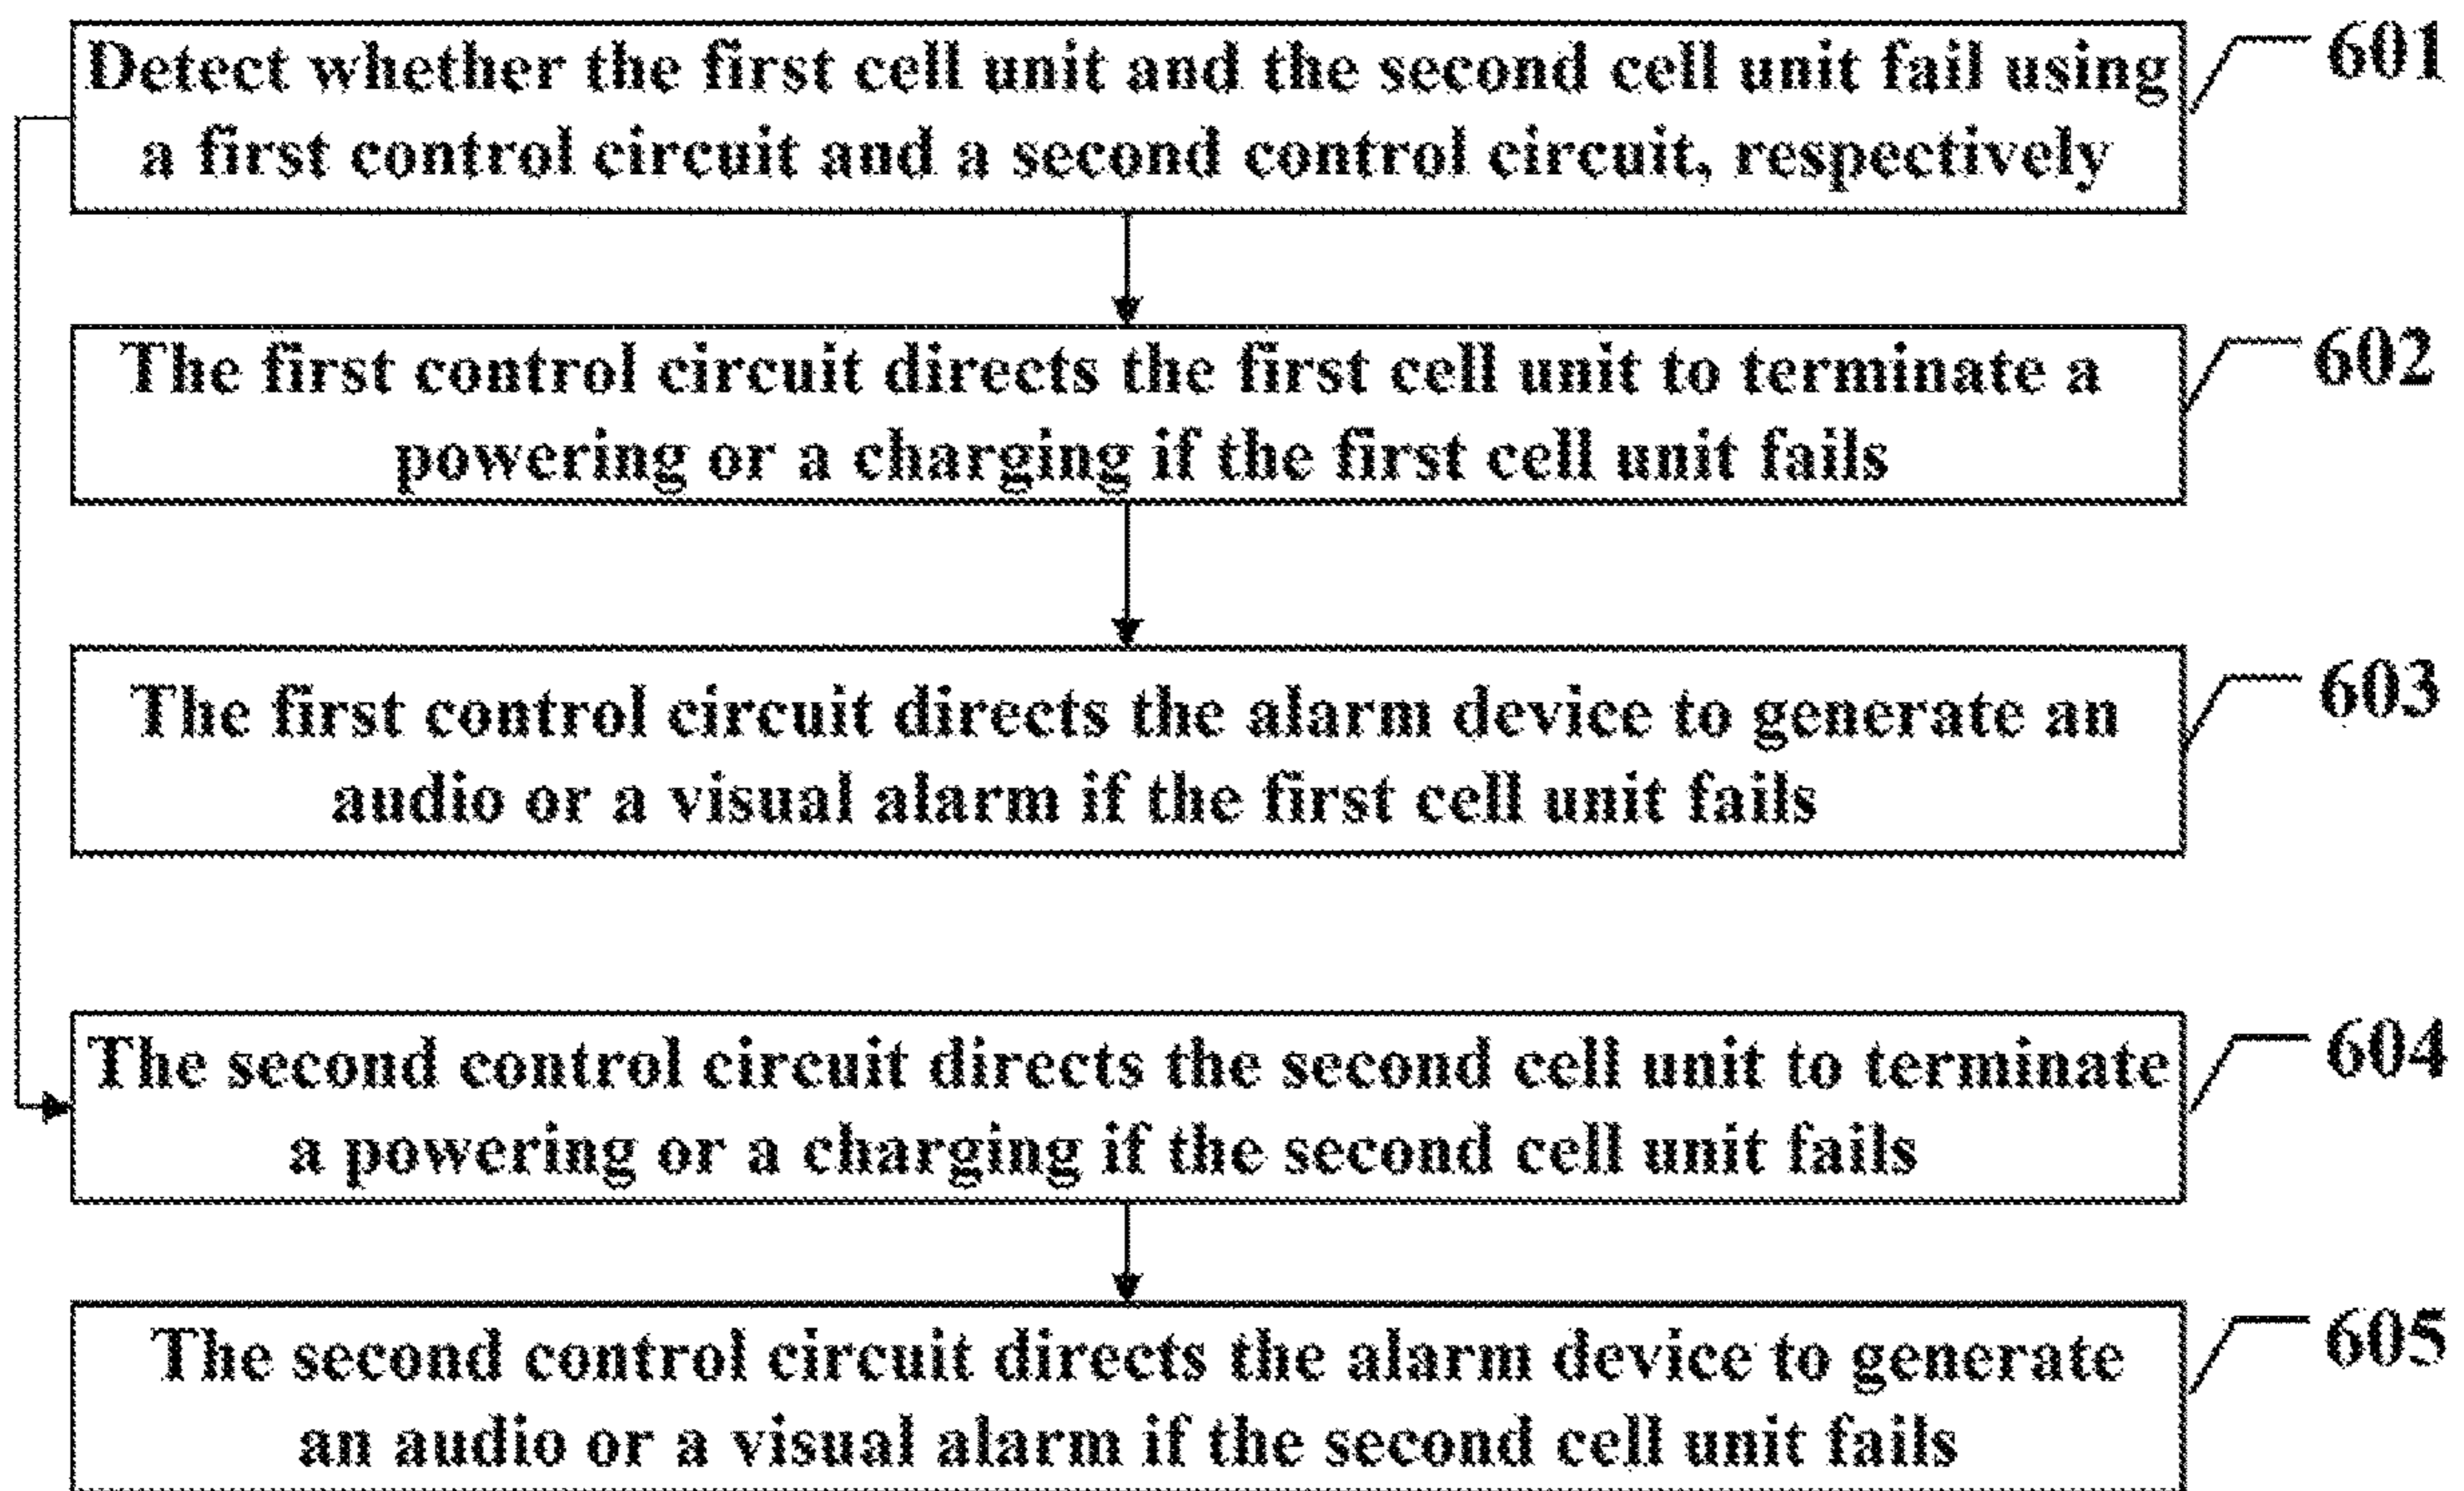 Detect whether the first cell unit and the second cell unit fail using
a first control circuit and a second control circuit, respectively
601
The first control circuit directs the first cell unit to terminate a
powering or a charging if the first cell unit fails
602
The first control circuit directs the alarm device to generate an
audio or a visual alarm if the first cell unit fails
603
The second control circuit directs the second cell unit to terminate
a powering or a charging if the second cell unit fails
604
The second control circuit directs the alarm device to generate
an audio or a visual alarm if the second cell unit fails
605